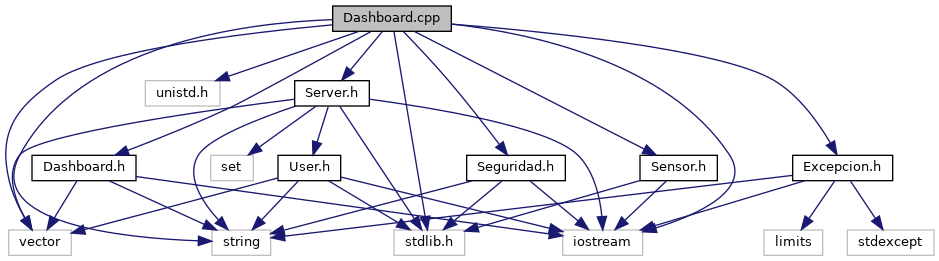 Dashboard.cpp
unistd.h
Server.h
Dashboard.h
set
User.h
Seguridad.h
Sensor.h
Excepcion.h
vector
string
stdlib.h
iostream
limits
stdexcept